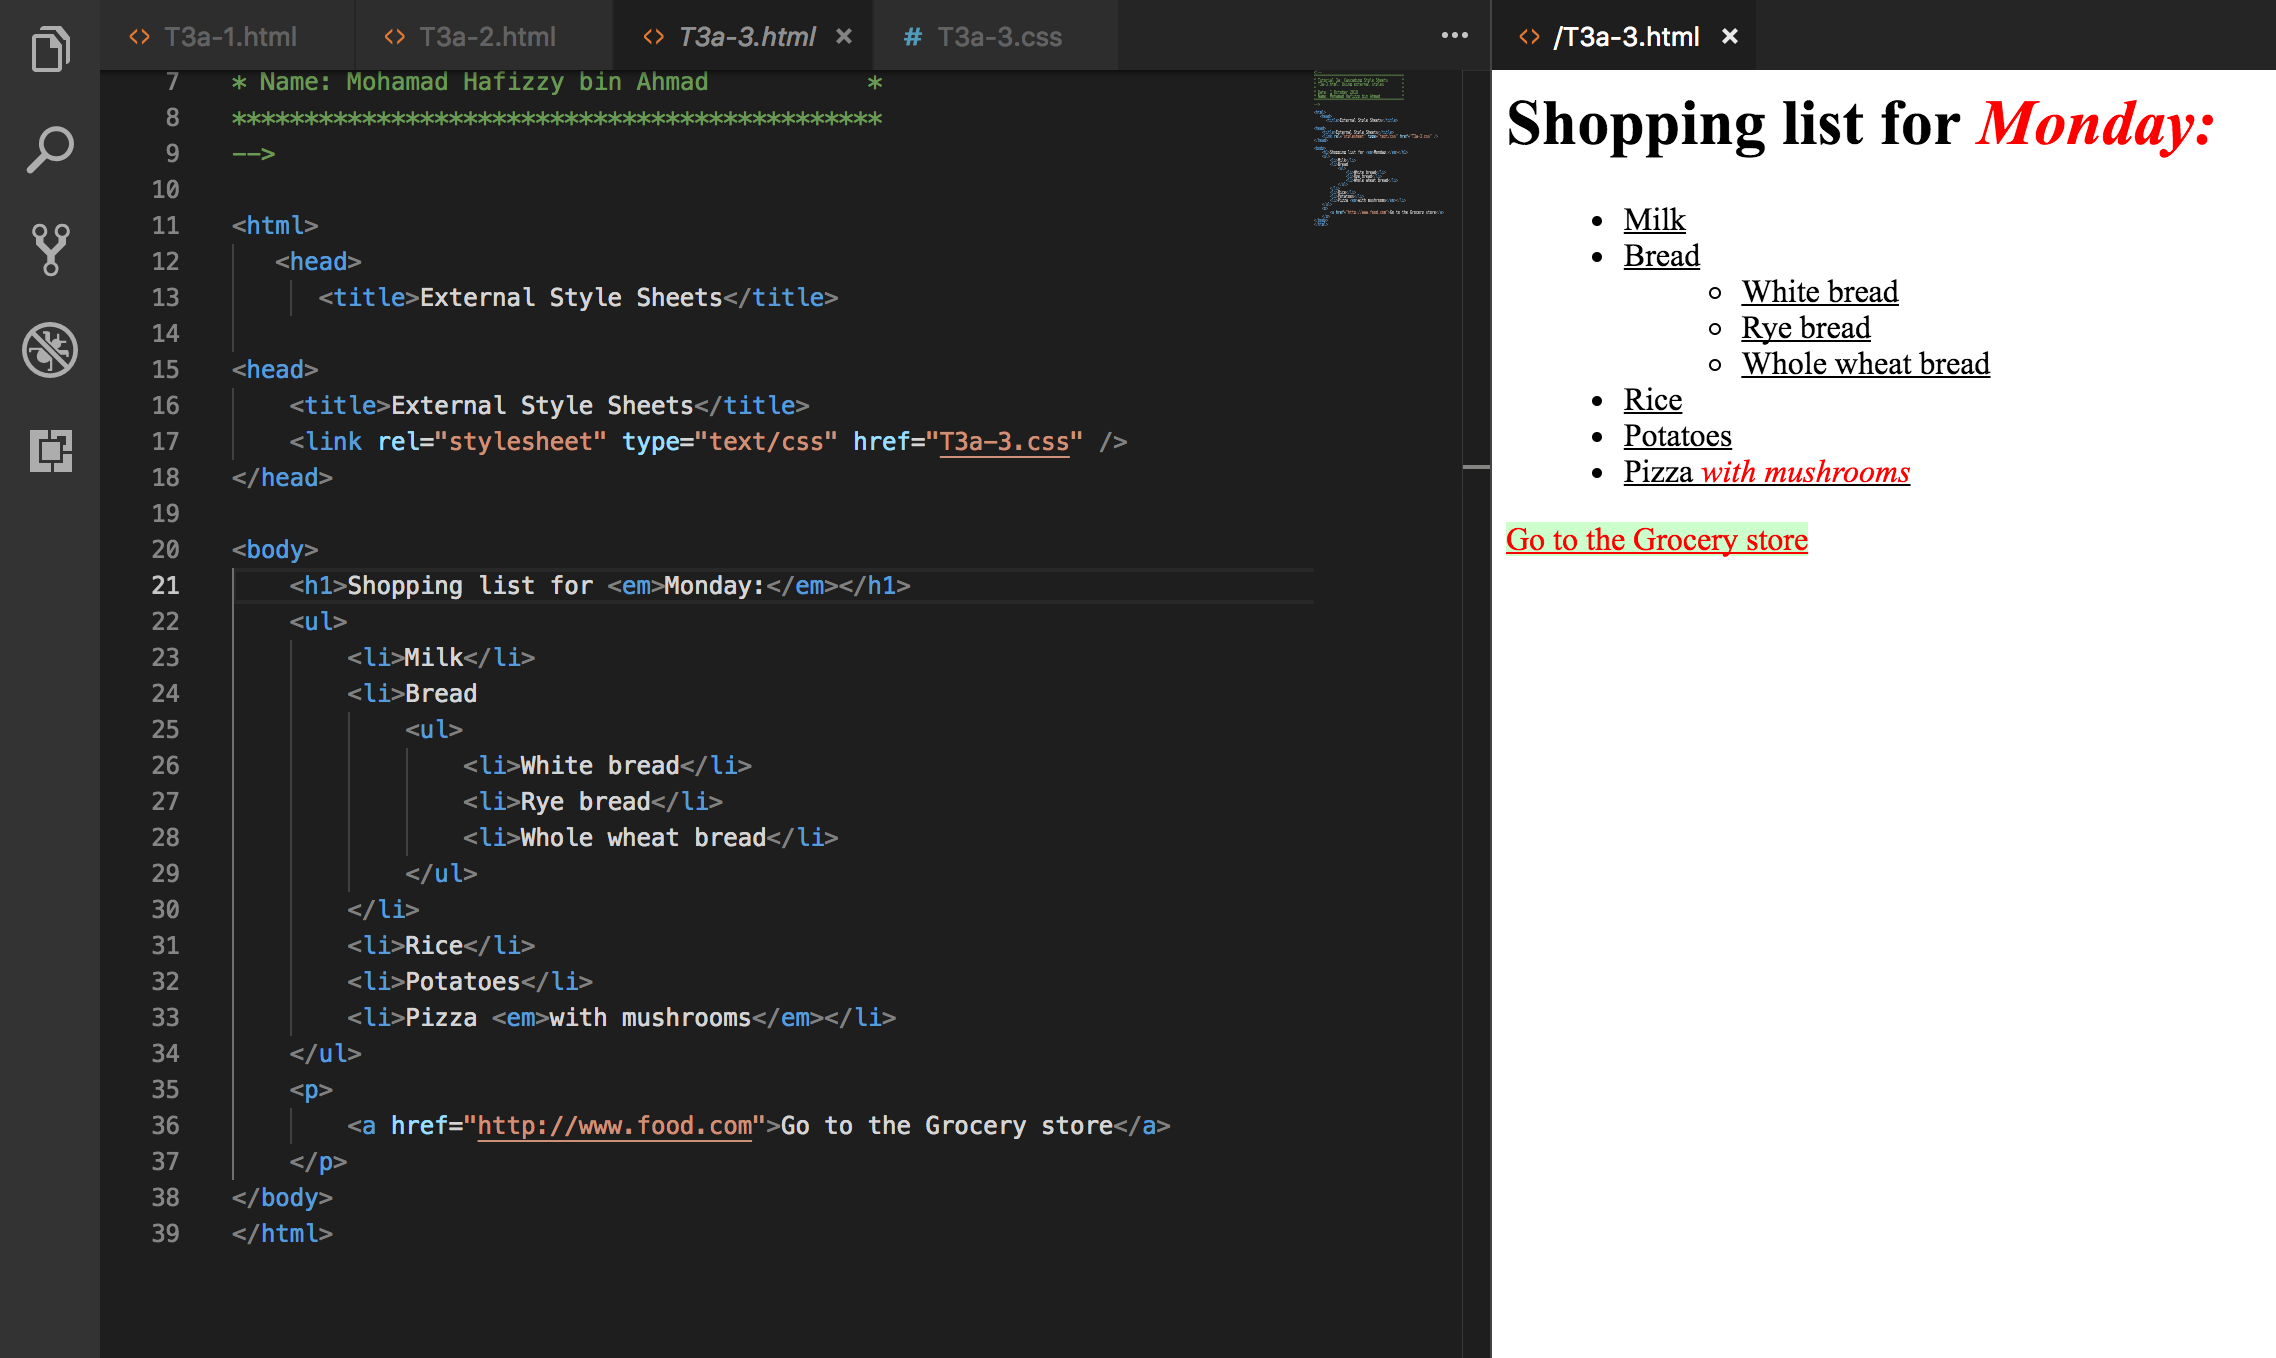 T3a-1.html
T3a-2.html
T3a-3.html
# T3a-3.css
/T3a-3.html
7 * Name: Mohamad Hafizzy bin Ahmad *
8 *********************************************
9 -->
10
11 <html>
12 <head>
13 <title>External Style Sheets</title>
14
15 <head>
16 <title>External Style Sheets</title>
17 <link rel="stylesheet" type="text/css" href="T3a-3.css" />
18 </head>
19
20 <body>
21 <h1>Shopping list for <em>Monday:</em></h1>
22 <ul>
23 <li>Milk</li>
24 <li>Bread
25 <ul>
26 <li>White bread</li>
27 <li>Rye bread</li>
28 <li>Whole wheat bread</li>
29 </ul>
30 </li>
31 <li>Rice</li>
32 <li>Potatoes</li>
33 <li>Pizza <em>with mushrooms</em></li>
34 </ul>
35 <p>
36 <a href="http://www.food.com">Go to the Grocery store</a>
37 </p>
38 </body>
39 </html>
Shopping list for Monday:
• Milk
• Bread
○ White bread
○ Rye bread
○ Whole wheat bread
• Rice
• Potatoes
• Pizza with mushrooms
Go to the Grocery store